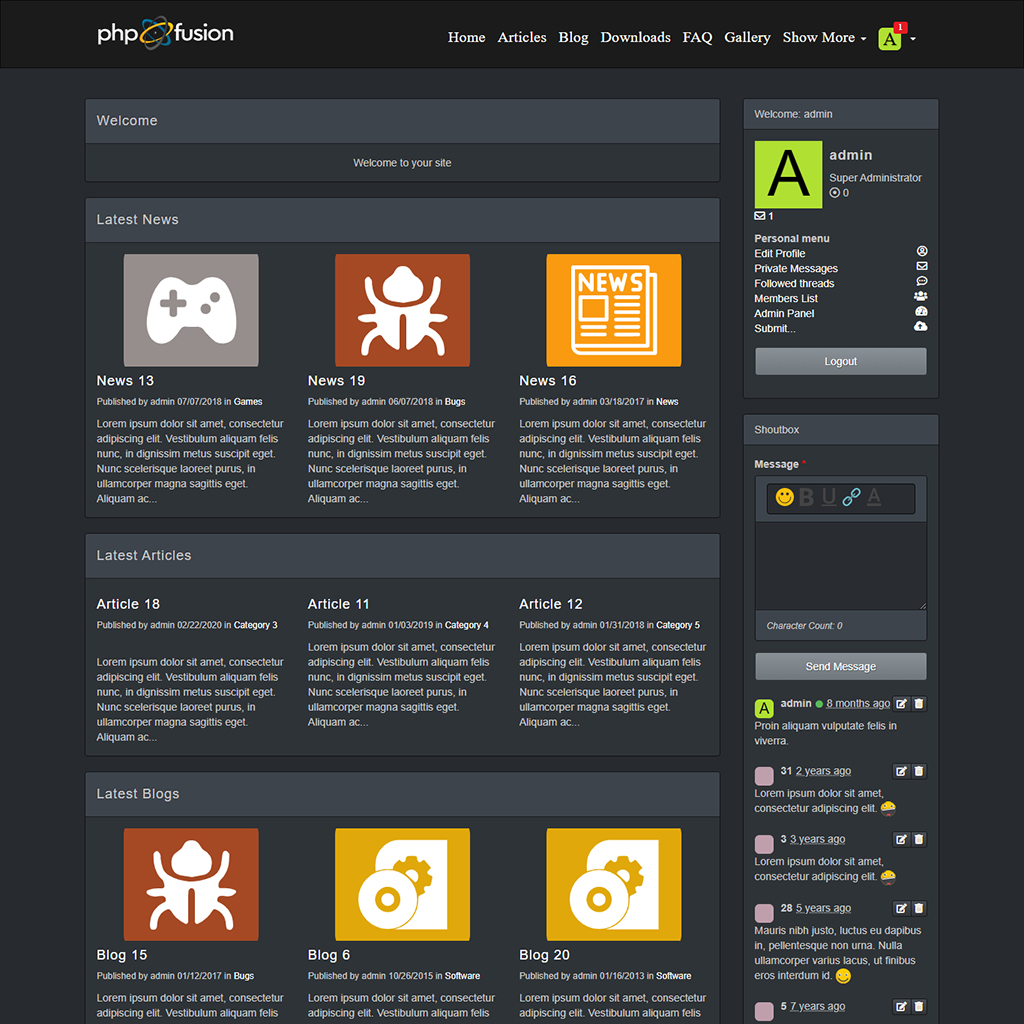 php fusion
Home Articles Blog Downloads FAQ Gallery Show More A 1
Welcome
Welcome to your site
Latest News
NEWS
News 13
Published by admin 07/07/2018 in Games
Lorem ipsum dolor sit amet, consectetur
adipiscing elit. Vestibulum aliquam felis
nunc, in dignissim metus suscipit eget.
Nunc scelerisque laoreet purus, in
ullamcorper magna sagittis eget.
Aliquam ac...
News 19
Published by admin 06/07/2018 in Bugs
Lorem ipsum dolor sit amet, consectetur
adipiscing elit. Vestibulum aliquam felis
nunc, in dignissim metus suscipit eget.
Nunc scelerisque laoreet purus, in
ullamcorper magna sagittis eget.
Aliquam ac...
News 16
Published by admin 03/18/2017 in News
Lorem ipsum dolor sit amet, consectetur
adipiscing elit. Vestibulum aliquam felis
nunc, in dignissim metus suscipit eget.
Nunc scelerisque laoreet purus, in
ullamcorper magna sagittis eget.
Aliquam ac...
Latest Articles
Article 18
Published by admin 02/22/2020 in Category 3
Lorem ipsum dolor sit amet, consectetur
adipiscing elit. Vestibulum aliquam felis
nunc, in dignissim metus suscipit eget.
Nunc scelerisque laoreet purus, in
ullamcorper magna sagittis eget.
Aliquam ac...
Article 11
Published by admin 01/03/2019 in Category 4
Lorem ipsum dolor sit amet, consectetur
adipiscing elit. Vestibulum aliquam felis
nunc, in dignissim metus suscipit eget.
Nunc scelerisque laoreet purus, in
ullamcorper magna sagittis eget.
Aliquam ac...
Article 12
Published by admin 01/31/2018 in Category 5
Lorem ipsum dolor sit amet, consectetur
adipiscing elit. Vestibulum aliquam felis
nunc, in dignissim metus suscipit eget.
Nunc scelerisque laoreet purus, in
ullamcorper magna sagittis eget.
Aliquam ac...
Latest Blogs
Blog 15
Published by admin 01/12/2017 in Bugs
Lorem ipsum dolor sit amet, consectetur
adipiscing elit. Vestibulum aliquam felis
Blog 6
Published by admin 10/26/2015 in Software
Lorem ipsum dolor sit amet, consectetur
adipiscing elit. Vestibulum aliquam felis
Blog 20
Published by admin 01/16/2013 in Software
Lorem ipsum dolor sit amet, consectetur
adipiscing elit. Vestibulum aliquam felis
Welcome: admin
A
admin
Super Administrator
0
1
Personal menu
Edit Profile
Private Messages
Followed threads
Members List
Admin Panel
Submit...
Logout
Shoutbox
Message *
B U A
Character Count: 0
Send Message
A admin 8 months ago
Proin aliquam vulputate felis in
viverra.
31 2 years ago
Lorem ipsum dolor sit amet,
consectetur adipiscing elit.
3 3 years ago
Lorem ipsum dolor sit amet,
consectetur adipiscing elit.
28 5 years ago
Mauris nibh justo, luctus eu dapibus
in, pellentesque non urna. Nulla
ullamcorper varius lacus, ut finibus
eros interdum id.
5 7 years ago